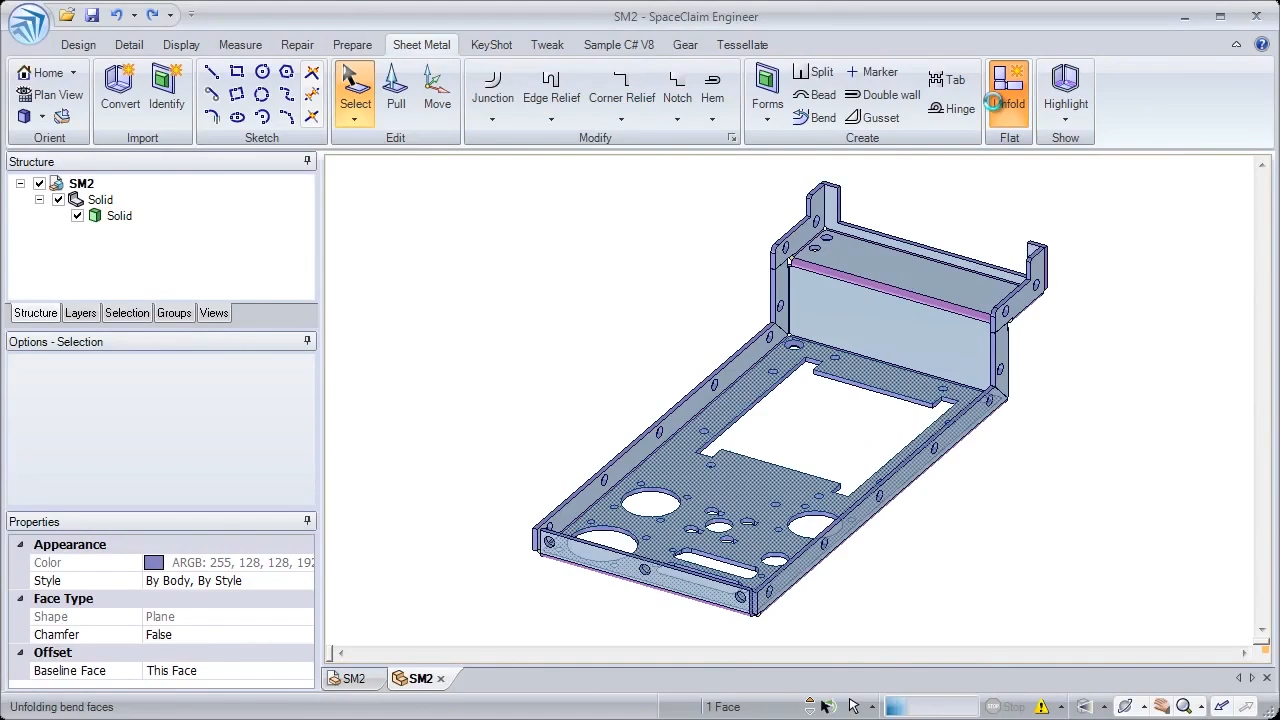 SM2 - SpaceClaim Engineer
Design Detail Display Measure Repair Prepare Sheet Metal KeyShot Tweak Sample C# V8 Gear Tessellate
Home
Plan View
Orient
Convert Identify
Import
Sketch
Select Pull Move
Edit
Junction Edge Relief Corner Relief Notch Hem
Modify
Forms
Split Marker
Bead Double wall
Bend Gusset
Tab
Hinge
Create
Flat
Highlight
Show
Structure
SM2
Solid
Solid
Structure Layers Selection Groups Views
Options - Selection
Properties
Appearance
Color ARGB: 255, 128, 128, 192
Style By Body, By Style
Face Type
Shape Plane
Chamfer False
Offset
Baseline Face This Face
SM2 SM2
Unfolding bend faces 1 Face Stop